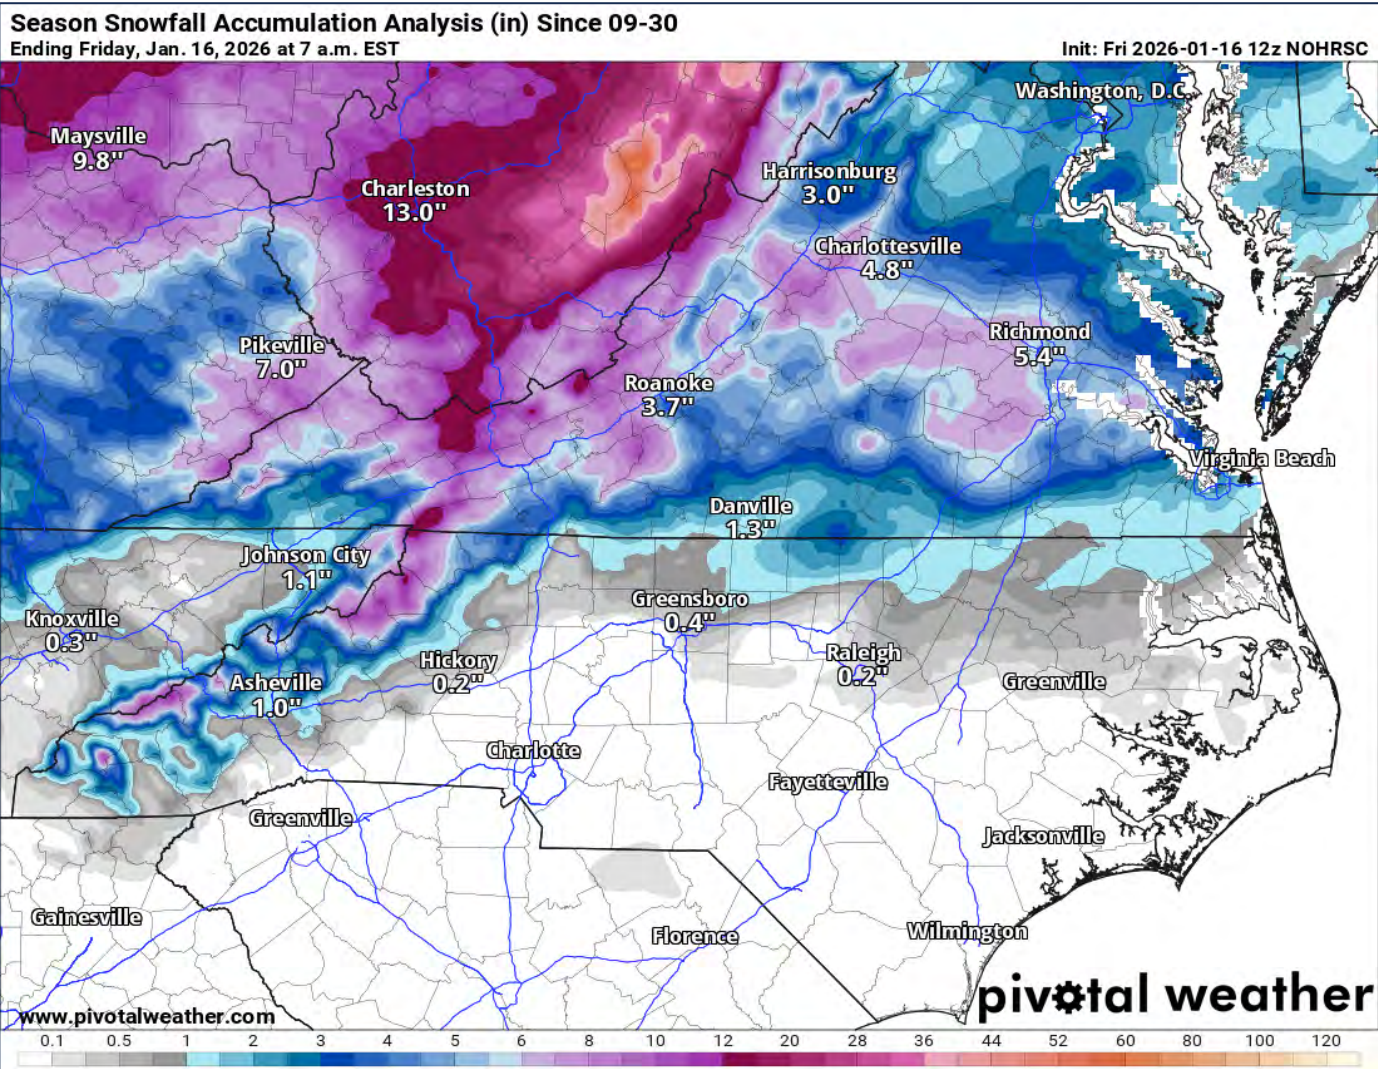 Season Snowfall Accumulation Analysis (in) Since 09-30
Ending Friday, Jan. 16, 2026 at 7 a.m. EST
Init: Fri 2026-01-16 12z NOHRSC
Washington, D.C.
Maysville
9.8"
Harrisonburg
3.0"
Charleston
13.0"
Charlottesville
4.8"
Richmond
5.4"
Pikeville
7.0"
Roanoke
3.7"
Virginia Beach
Danville
1.3"
Johnson City
1.1"
Greensboro
0.4"
Knoxville
0.3"
Raleigh
0.2"
Hickory
0.2"
Asheville
1.0"
Greenville
Charlotte
Fayetteville
Greenville
Jacksonville
Gainesville
Florence
Wilmington
pivotal weather
www.pivotalweather.com
0.1 0.5 1 2 3 4 5 6 8 10 12 20 28 36 44 52 60 80 100 120